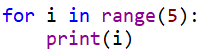 for i in range(5):
    print(i)